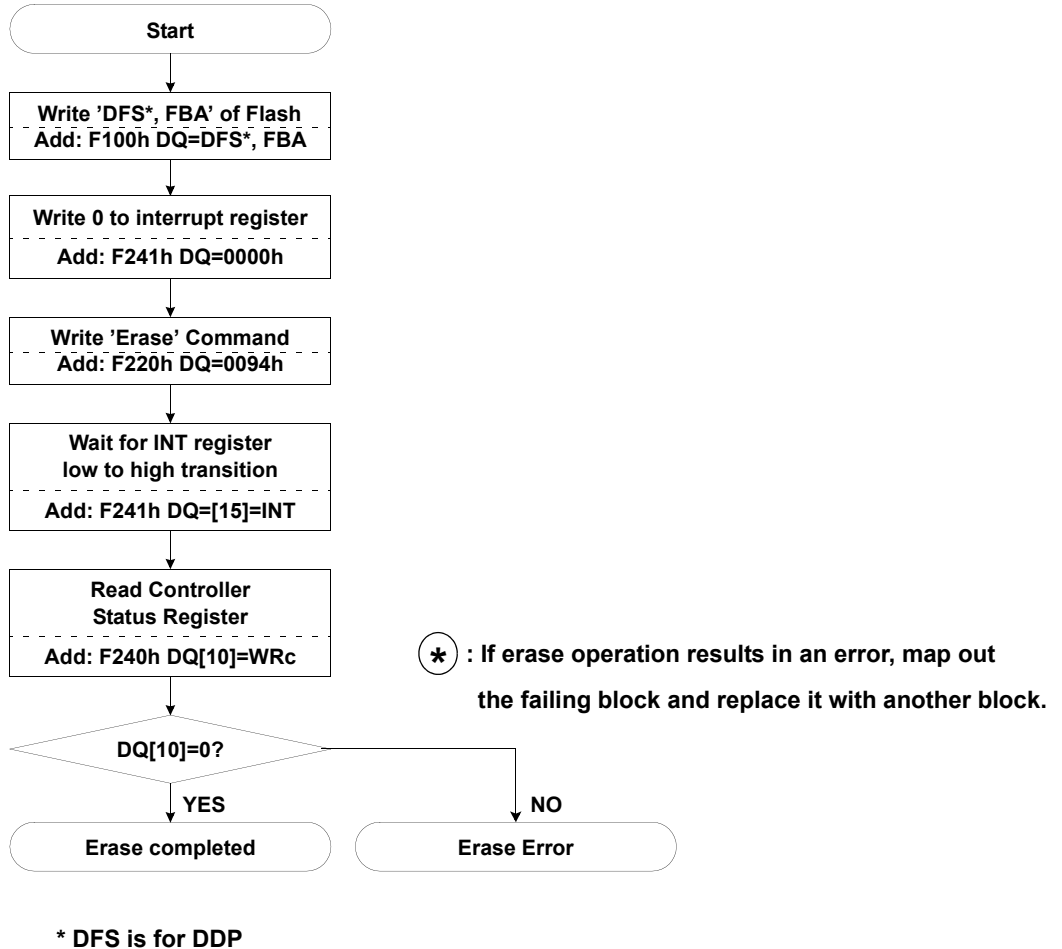 Start
Write ’DFS*, FBA’ of Flash
Add: F100h DQ=DFS*, FBA
Write 0 to interrupt register
Add: F241h DQ=0000h
Write ’Erase’ Command
Add: F220h DQ=0094h
Wait for INT register
low to high transition
Add: F241h DQ=[15]=INT
Read Controller
Status Register
Add: F240h DQ[10]=WRc
* : If erase operation results in an error, map out
the failing block and replace it with another block.
DQ[10]=0?
YES
NO
Erase completed
Erase Error
* DFS is for DDP